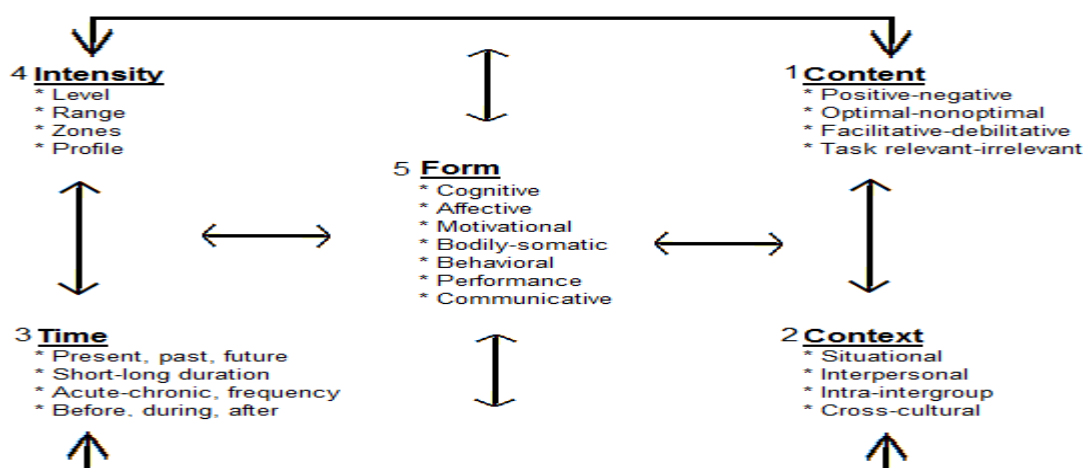 4 Intensity
* Level
* Range
* Zones
* Profile
1 Content
* Positive-negative
* Optimal-nonoptimal
* Facilitative-debilitative
* Task relevant-irrelevant
5 Form
* Cognitive
* Affective
* Motivational
* Bodily-somatic
* Behavioral
* Performance
* Communicative
3 Time
* Present, past, future
* Short-long duration
* Acute-chronic, frequency
* Before, during, after
2 Context
* Situational
* Interpersonal
* Intra-intergroup
* Cross-cultural